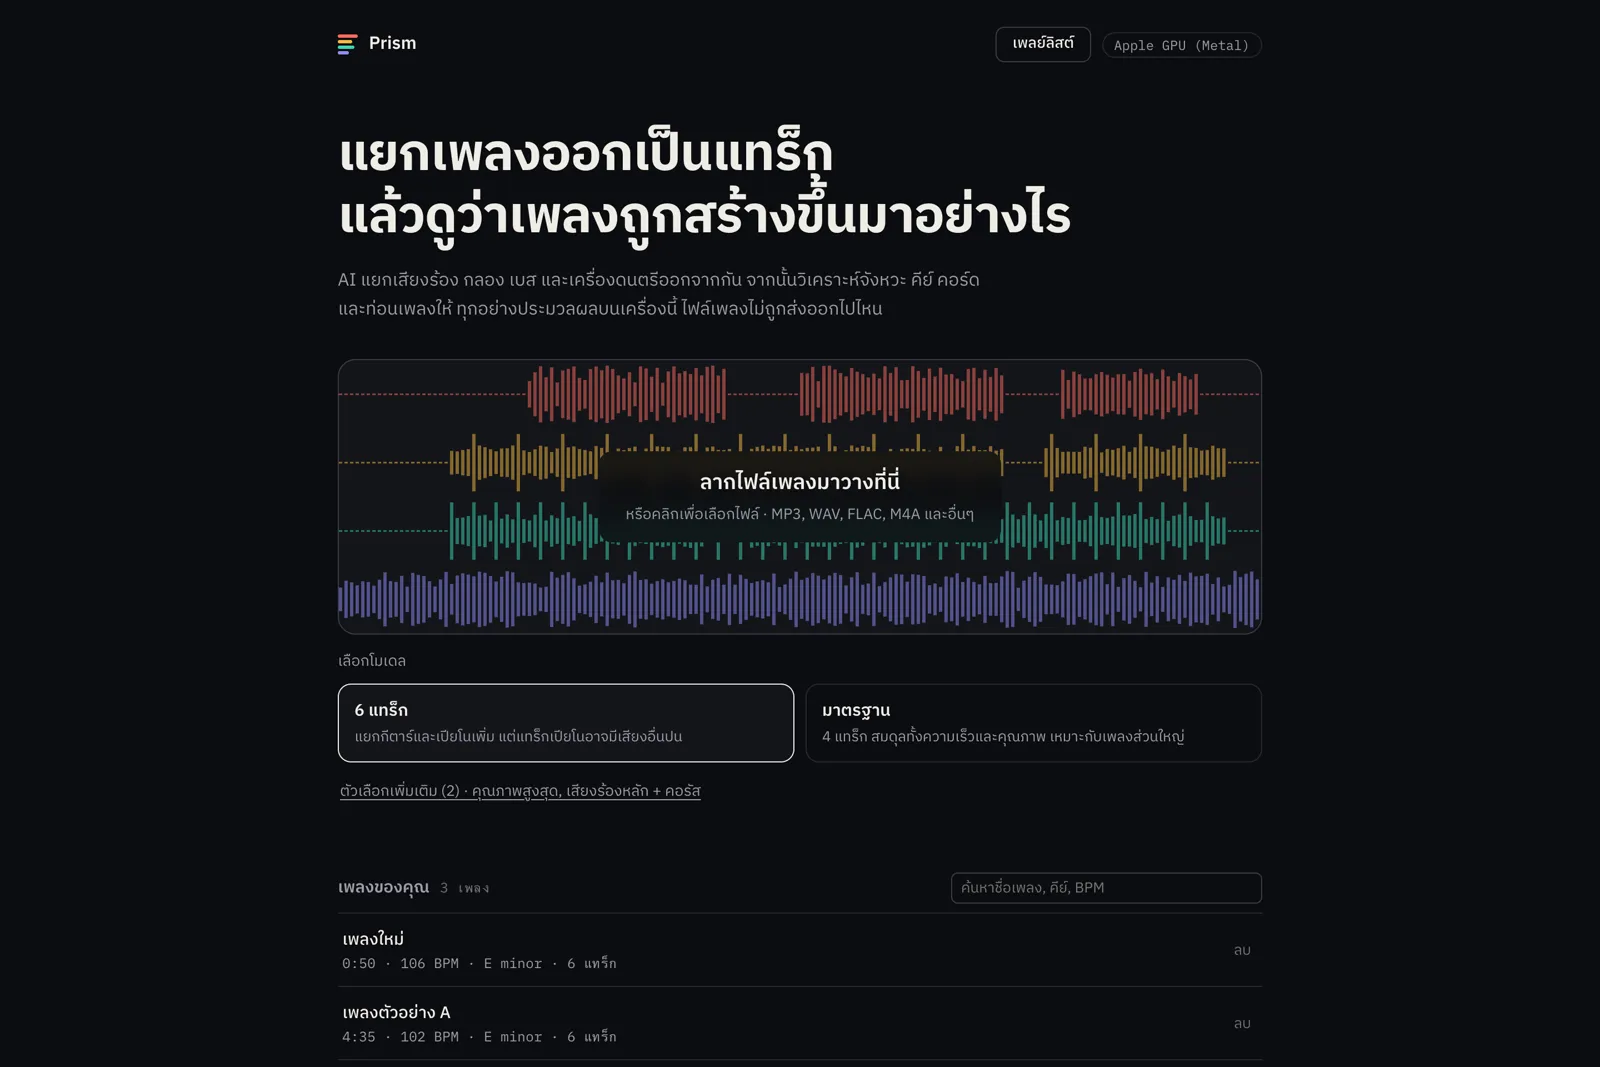 Prism
เพลย์ลิสต์
Apple GPU (Metal)
แยกเพลงออกเป็นแทร็ก
แล้วดูว่าเพลงถูกสร้างขึ้นมาอย่างไร
AI แยกเสียงร้อง กลอง เบส และเครื่องดนตรีออกจากกัน จากนั้นวิเคราะห์จังหวะ คีย์ คอร์ด
และท่อนเพลงให้ ทุกอย่างประมวลผลบนเครื่องนี้ ไฟล์เพลงไม่ถูกส่งออกไปไหน
ลากไฟล์เพลงมาวางที่นี่
หรือคลิกเพื่อเลือกไฟล์ · MP3, WAV, FLAC, M4A และอื่นๆ
เลือกโมเดล
6 แทร็ก
แยกกีตาร์และเปียโนเพิ่ม แต่แทร็กเปียโนอาจมีเสียงอื่นปน
มาตรฐาน
4 แทร็ก สมดุลทั้งความเร็วและคุณภาพ เหมาะกับเพลงส่วนใหญ่
ตัวเลือกเพิ่มเติม (2) · คุณภาพสูงสุด, เสียงร้องหลัก + คอรัส
เพลงของคุณ 3 เพลง
ค้นหาชื่อเพลง, คีย์, BPM
เพลงใหม่
0:50 · 106 BPM · E minor · 6 แทร็ก
ลบ
เพลงตัวอย่าง A
4:35 · 102 BPM · E minor · 6 แทร็ก
ลบ